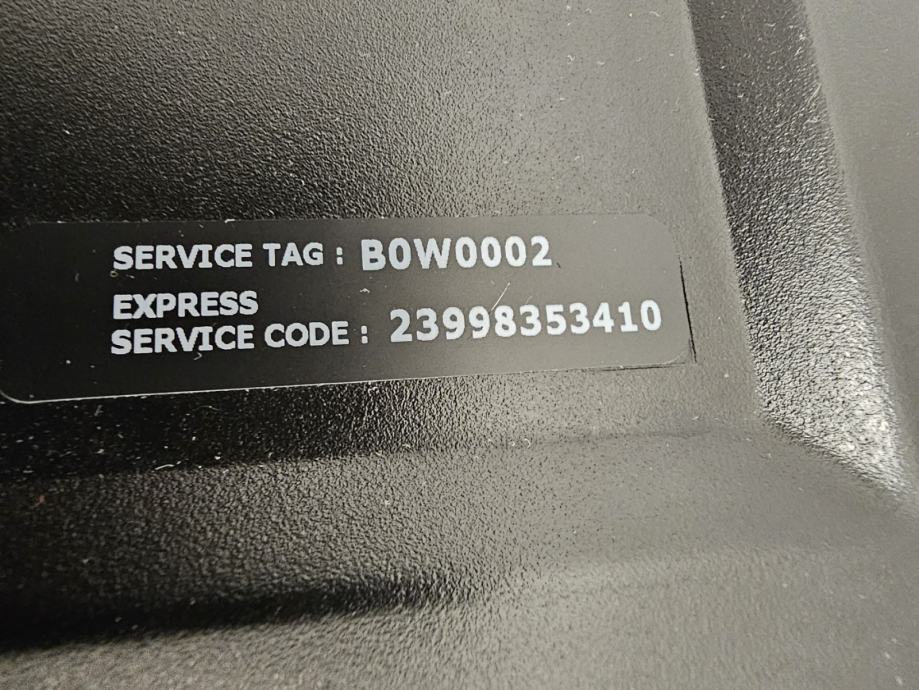 SERVICE TAG : B0W0002
EXPRESS
SERVICE CODE : 23998353410